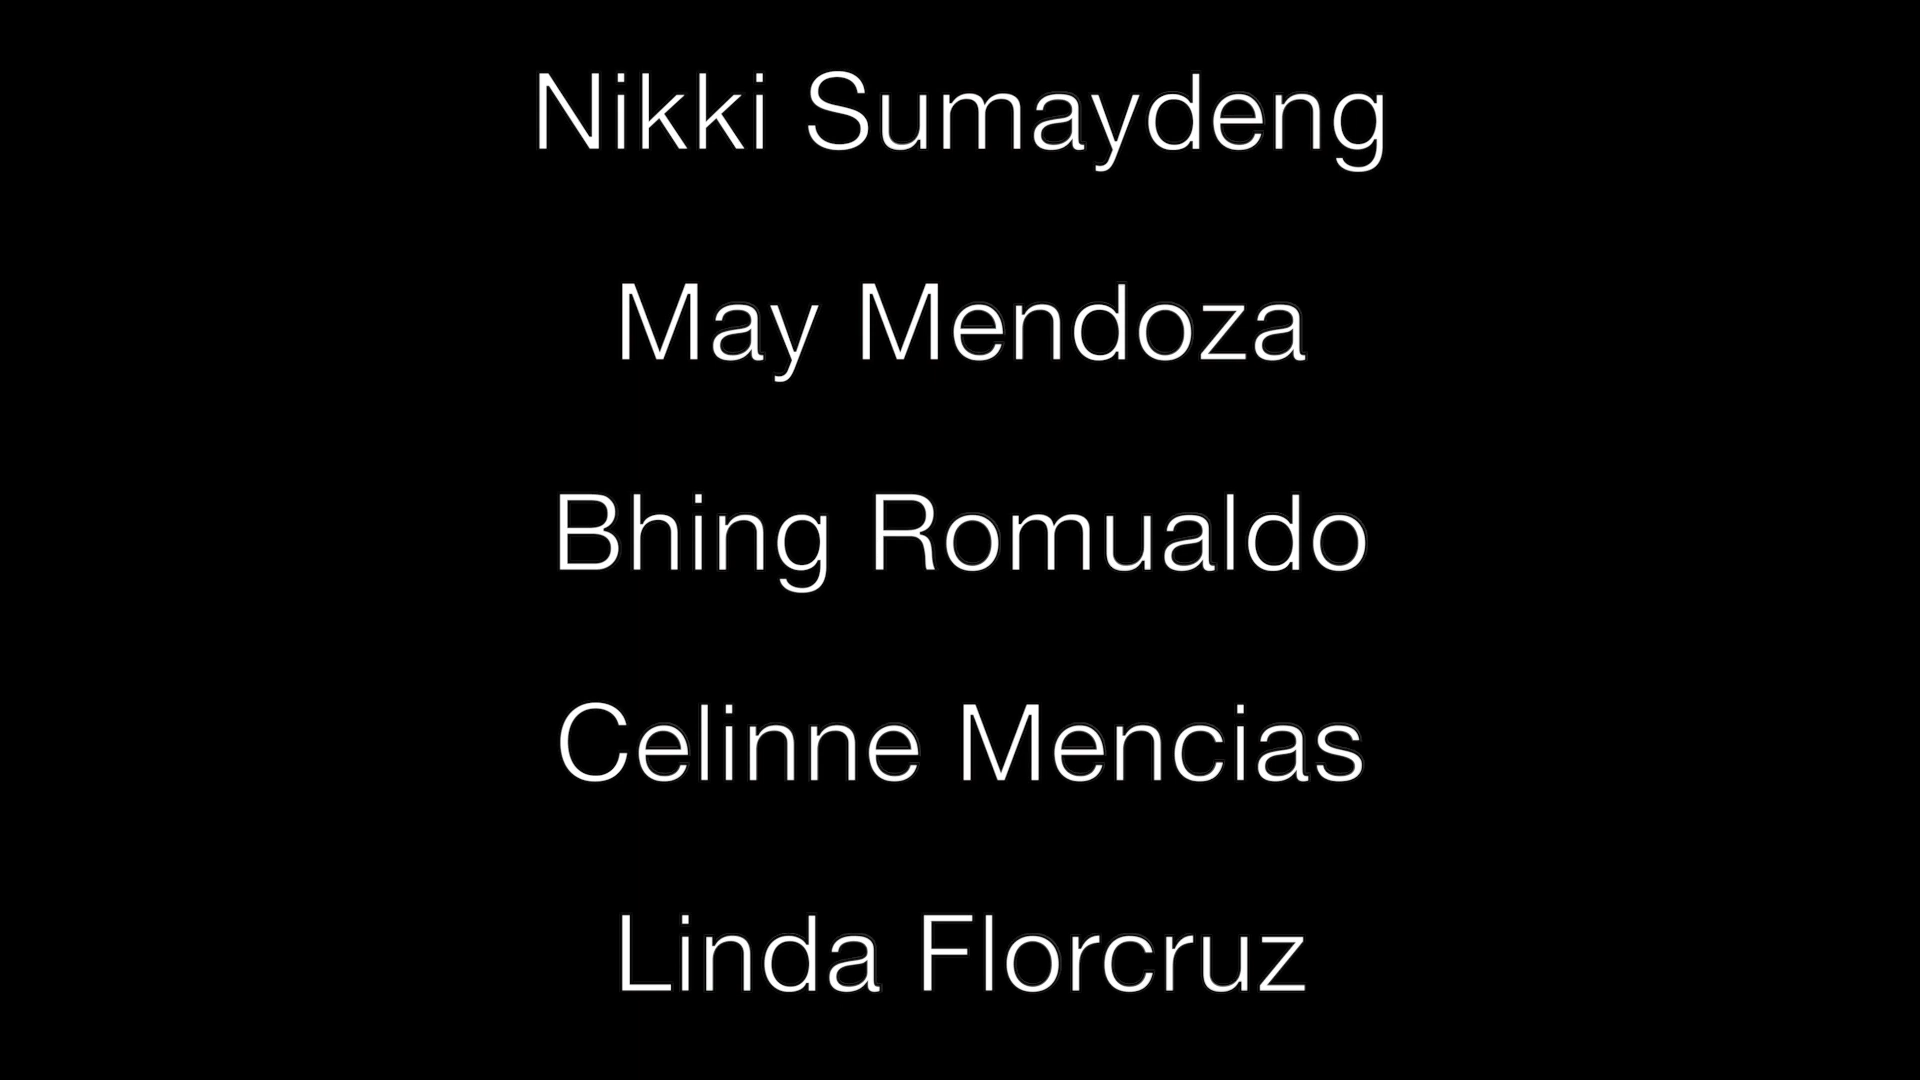 Nikki Sumaydeng
May Mendoza
Bhing Romualdo
Celinne Mencias
Linda Florcruz